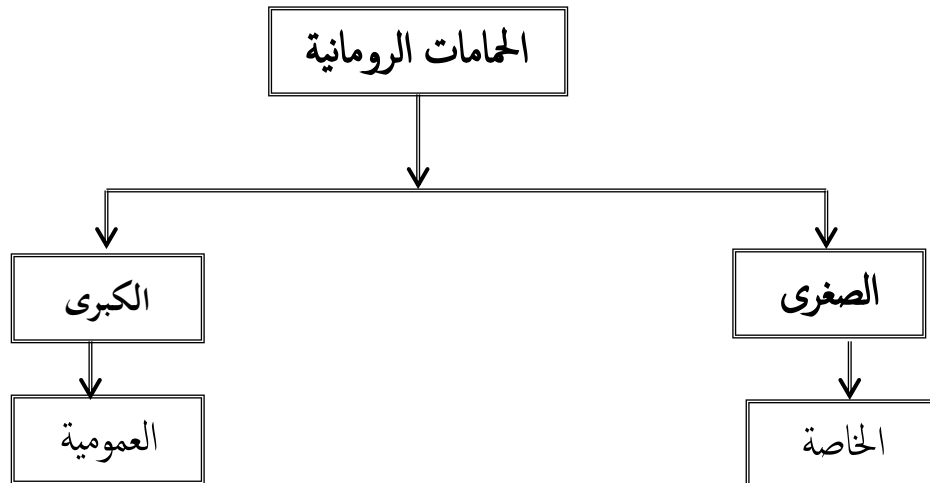 الحمامات الرومانية
الصغرى
الكبرى
الخاصة
العمومية